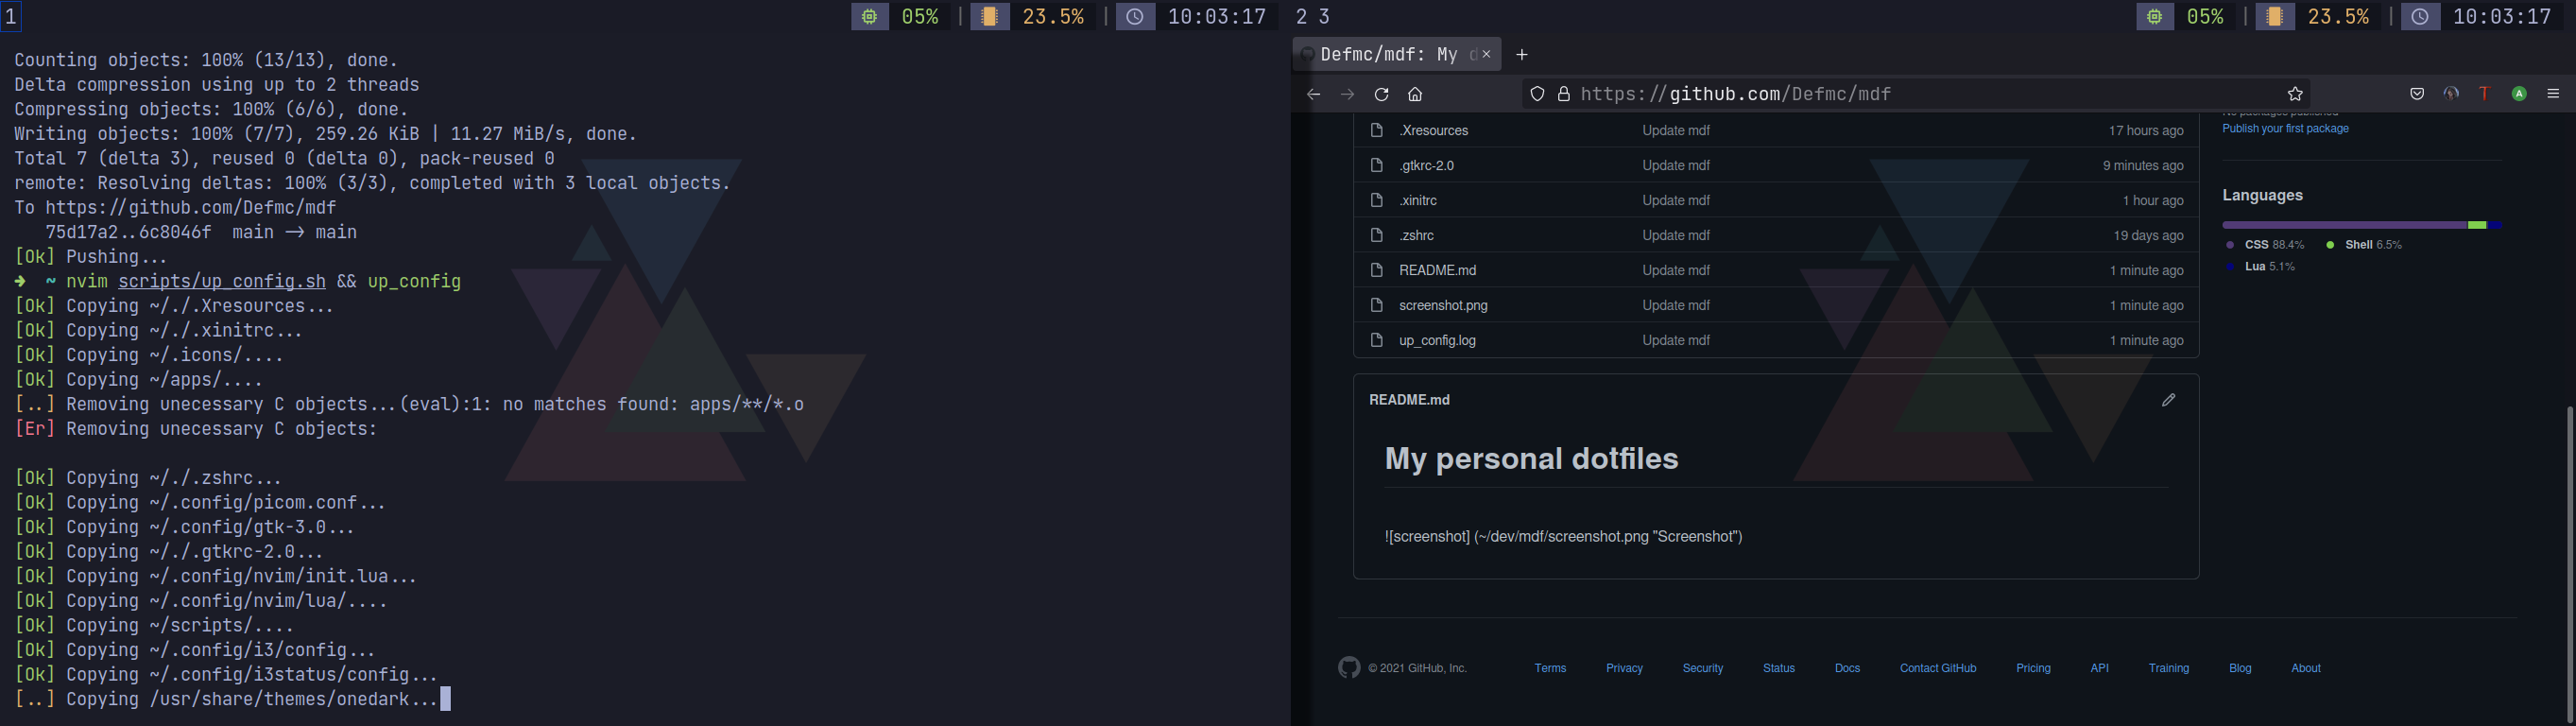 1
05% | 23.5% | 10:03:17
2 3
05% | 23.5% | 10:03:17
Counting objects: 100% (13/13), done.
Delta compression using up to 2 threads
Compressing objects: 100% (6/6), done.
Writing objects: 100% (7/7), 259.26 KiB | 11.27 MiB/s, done.
Total 7 (delta 3), reused 0 (delta 0), pack-reused 0
remote: Resolving deltas: 100% (3/3), completed with 3 local objects.
To https://github.com/Defmc/mdf
75d17a2..6c8046f  main -> main
[Ok] Pushing...
➜  ~ nvim scripts/up_config.sh && up_config
[Ok] Copying ~/./.Xresources...
[Ok] Copying ~/./.xinitrc...
[Ok] Copying ~/.icons/....
[Ok] Copying ~/apps/....
[..] Removing unecessary C objects...(eval):1: no matches found: apps/**/*.o
[Er] Removing unecessary C objects:
[Ok] Copying ~/./.zshrc...
[Ok] Copying ~/.config/picom.conf...
[Ok] Copying ~/.config/gtk-3.0...
[Ok] Copying ~/./.gtkrc-2.0...
[Ok] Copying ~/.config/nvim/init.lua...
[Ok] Copying ~/.config/nvim/lua/....
[Ok] Copying ~/scripts/....
[Ok] Copying ~/.config/i3/config...
[Ok] Copying ~/.config/i3status/config...
[..] Copying /usr/share/themes/onedark...
Defmc/mdf: My d
https://github.com/Defmc/mdf
.Xresources Update mdf 17 hours ago
.gtkrc-2.0 Update mdf 9 minutes ago
.xinitrc Update mdf 1 hour ago
.zshrc Update mdf 19 days ago
README.md Update mdf 1 minute ago
screenshot.png Update mdf 1 minute ago
up_config.log Update mdf 1 minute ago
No packages published
Publish your first package
Languages
CSS 88.4% Shell 6.5%
Lua 5.1%
README.md
My personal dotfiles
![screenshot] (~/dev/mdf/screenshot.png "Screenshot")
© 2021 GitHub, Inc. Terms Privacy Security Status Docs Contact GitHub Pricing API Training Blog About